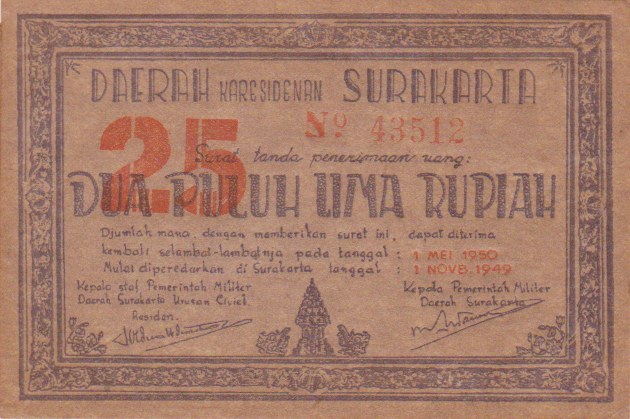 DAERAH KARESIDENAN SURAKARTA
25
Nº 43512
Surat tanda penerimaan uang:
DUA PULUH LIMA RUPIAH
Djumlah mana, dengan memberikan surat ini, dapat diterima
kembali selambat-lambatnja pada tanggal : 1 MEI 1950
Mulai diperedarkan di Surakarta tanggal : 1 NOVB. 1949
Kepala staf Pemerintah Militer
Daerah Surakarta Urusan Civiel.
Residen.
Kepala Pemerintah Militer
Daerah Surakarta